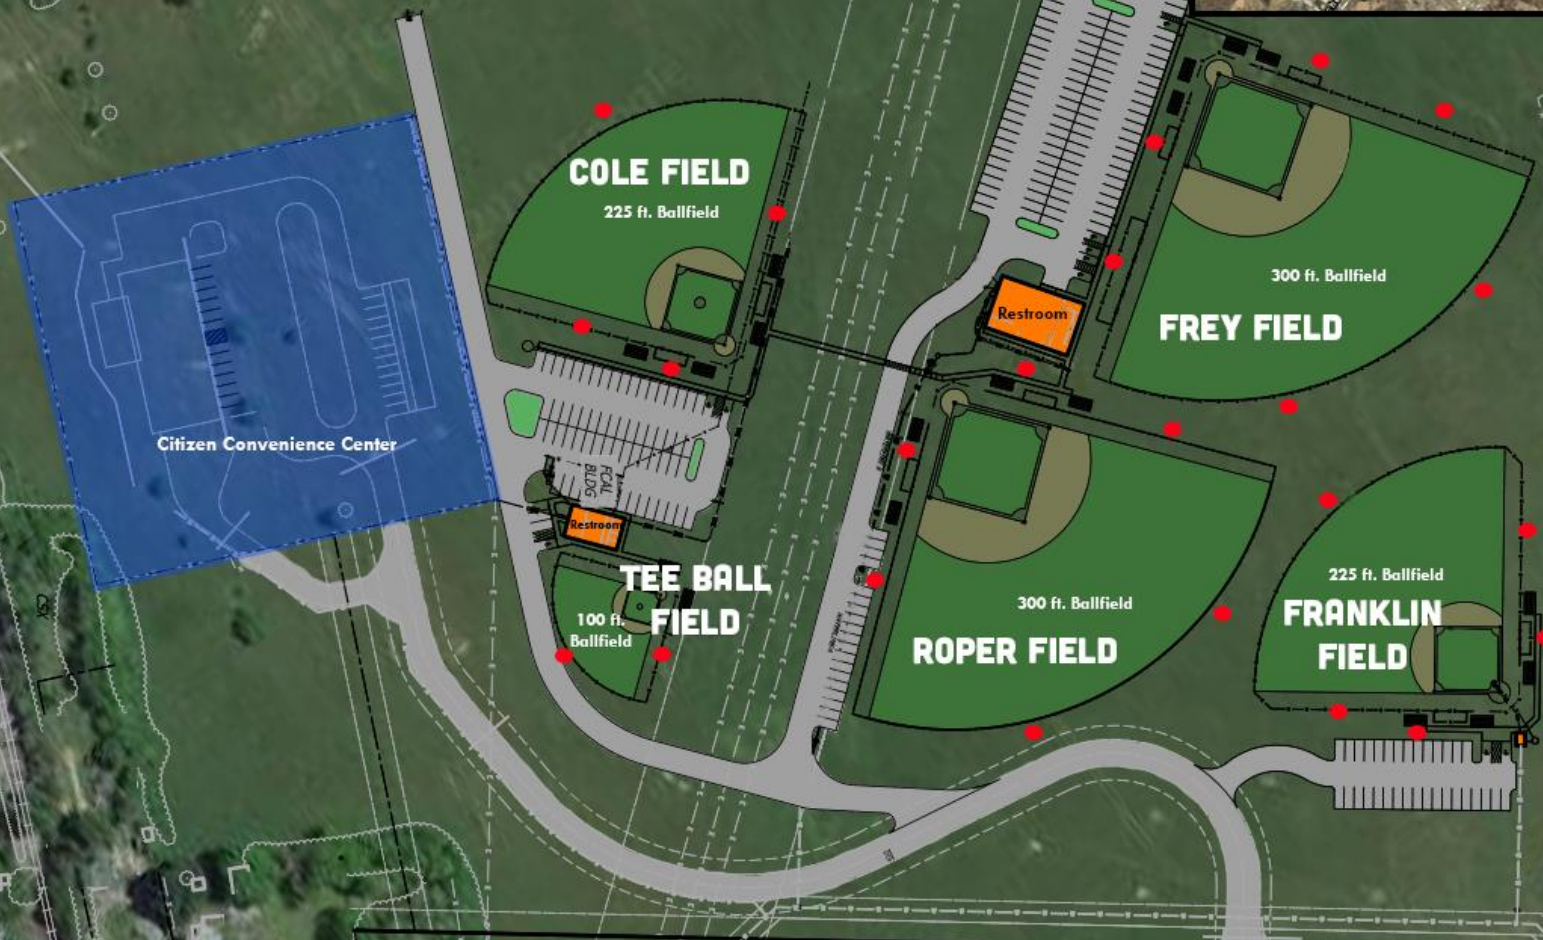 COLE FIELD
225 ft. Ballfield
Restroom
300 ft. Ballfield
FREY FIELD
Citizen Convenience Center
FCAL
BLDG
Restroom
TEE BALL
FIELD
100 ft.
Ballfield
300 ft. Ballfield
ROPER FIELD
225 ft. Ballfield
FRANKLIN
FIELD